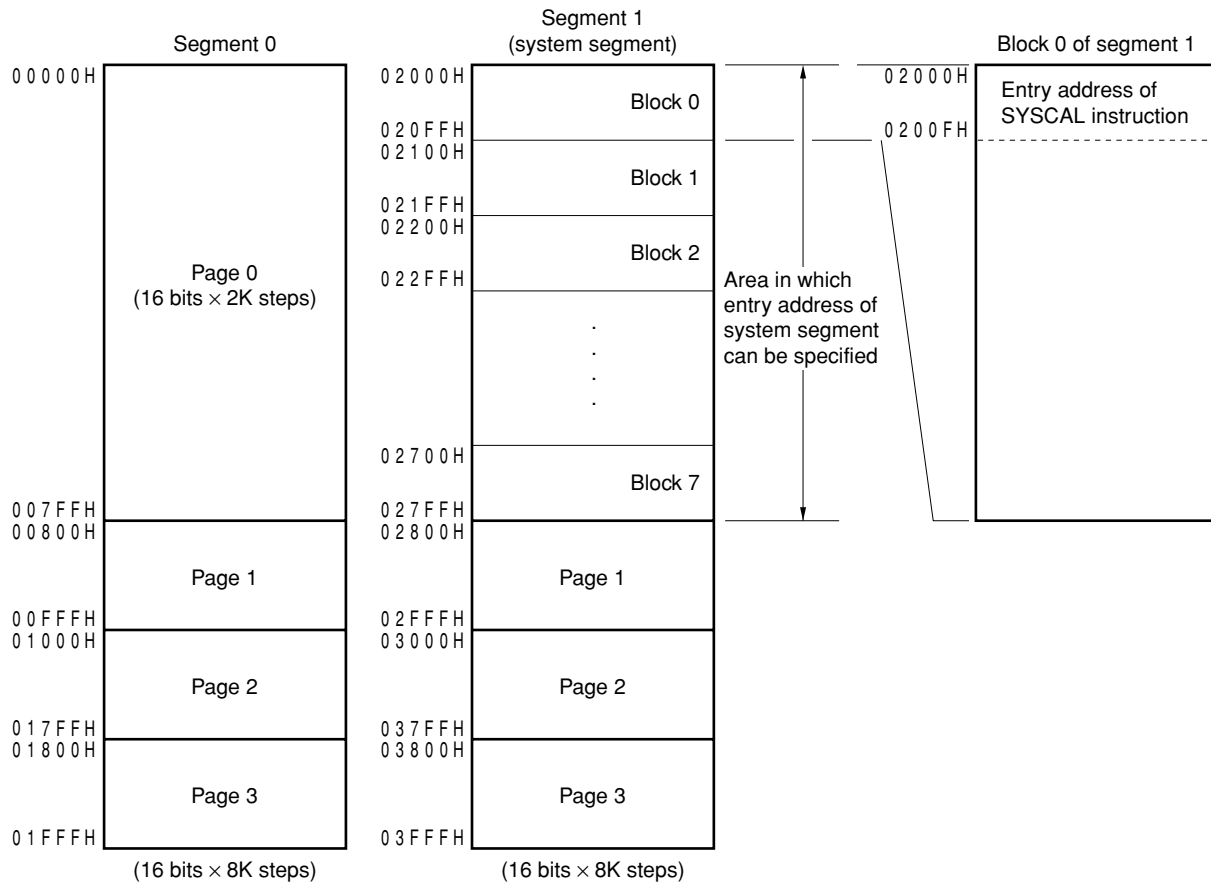 Segment 0
00000H
Page 0
(16 bits × 2K steps)
007FFH
00800H
Page 1
00FFFH
01000H
Page 2
017FFH
01800H
Page 3
01FFFH
(16 bits × 8K steps)
Segment 1
(system segment)
02000H
Block 0
020FFH
02100H
Block 1
021FFH
02200H
Block 2
022FFH
.
.
.
.
02700H
Block 7
027FFH
02800H
Page 1
02FFFH
03000H
Page 2
037FFH
03800H
Page 3
03FFFH
(16 bits × 8K steps)
Area in which
entry address of
system segment
can be specified
Block 0 of segment 1
02000H
Entry address of
SYSCAL instruction
0200FH